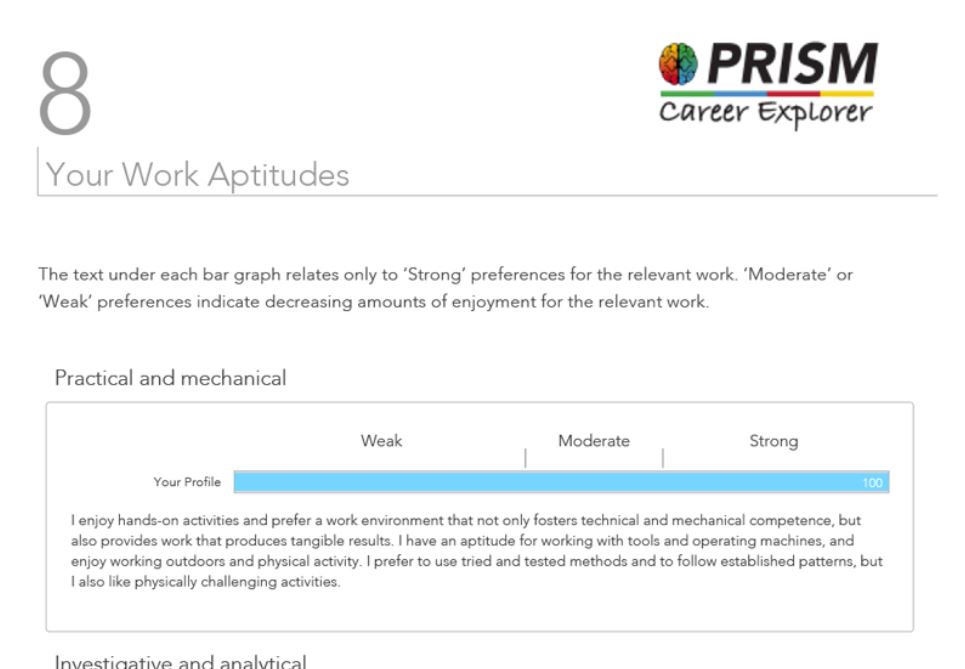 8
PRISM
Career Explorer
Your Work Aptitudes
The text under each bar graph relates only to ‘Strong’ preferences for the relevant work. ‘Moderate’ or
‘Weak’ preferences indicate decreasing amounts of enjoyment for the relevant work.
Practical and mechanical
Weak Moderate Strong
Your Profile 100
I enjoy hands-on activities and prefer a work environment that not only fosters technical and mechanical competence, but
also provides work that produces tangible results. I have an aptitude for working with tools and operating machines, and
enjoy working outdoors and physical activity. I prefer to use tried and tested methods and to follow established patterns, but
I also like physically challenging activities.
Investigative and analytical